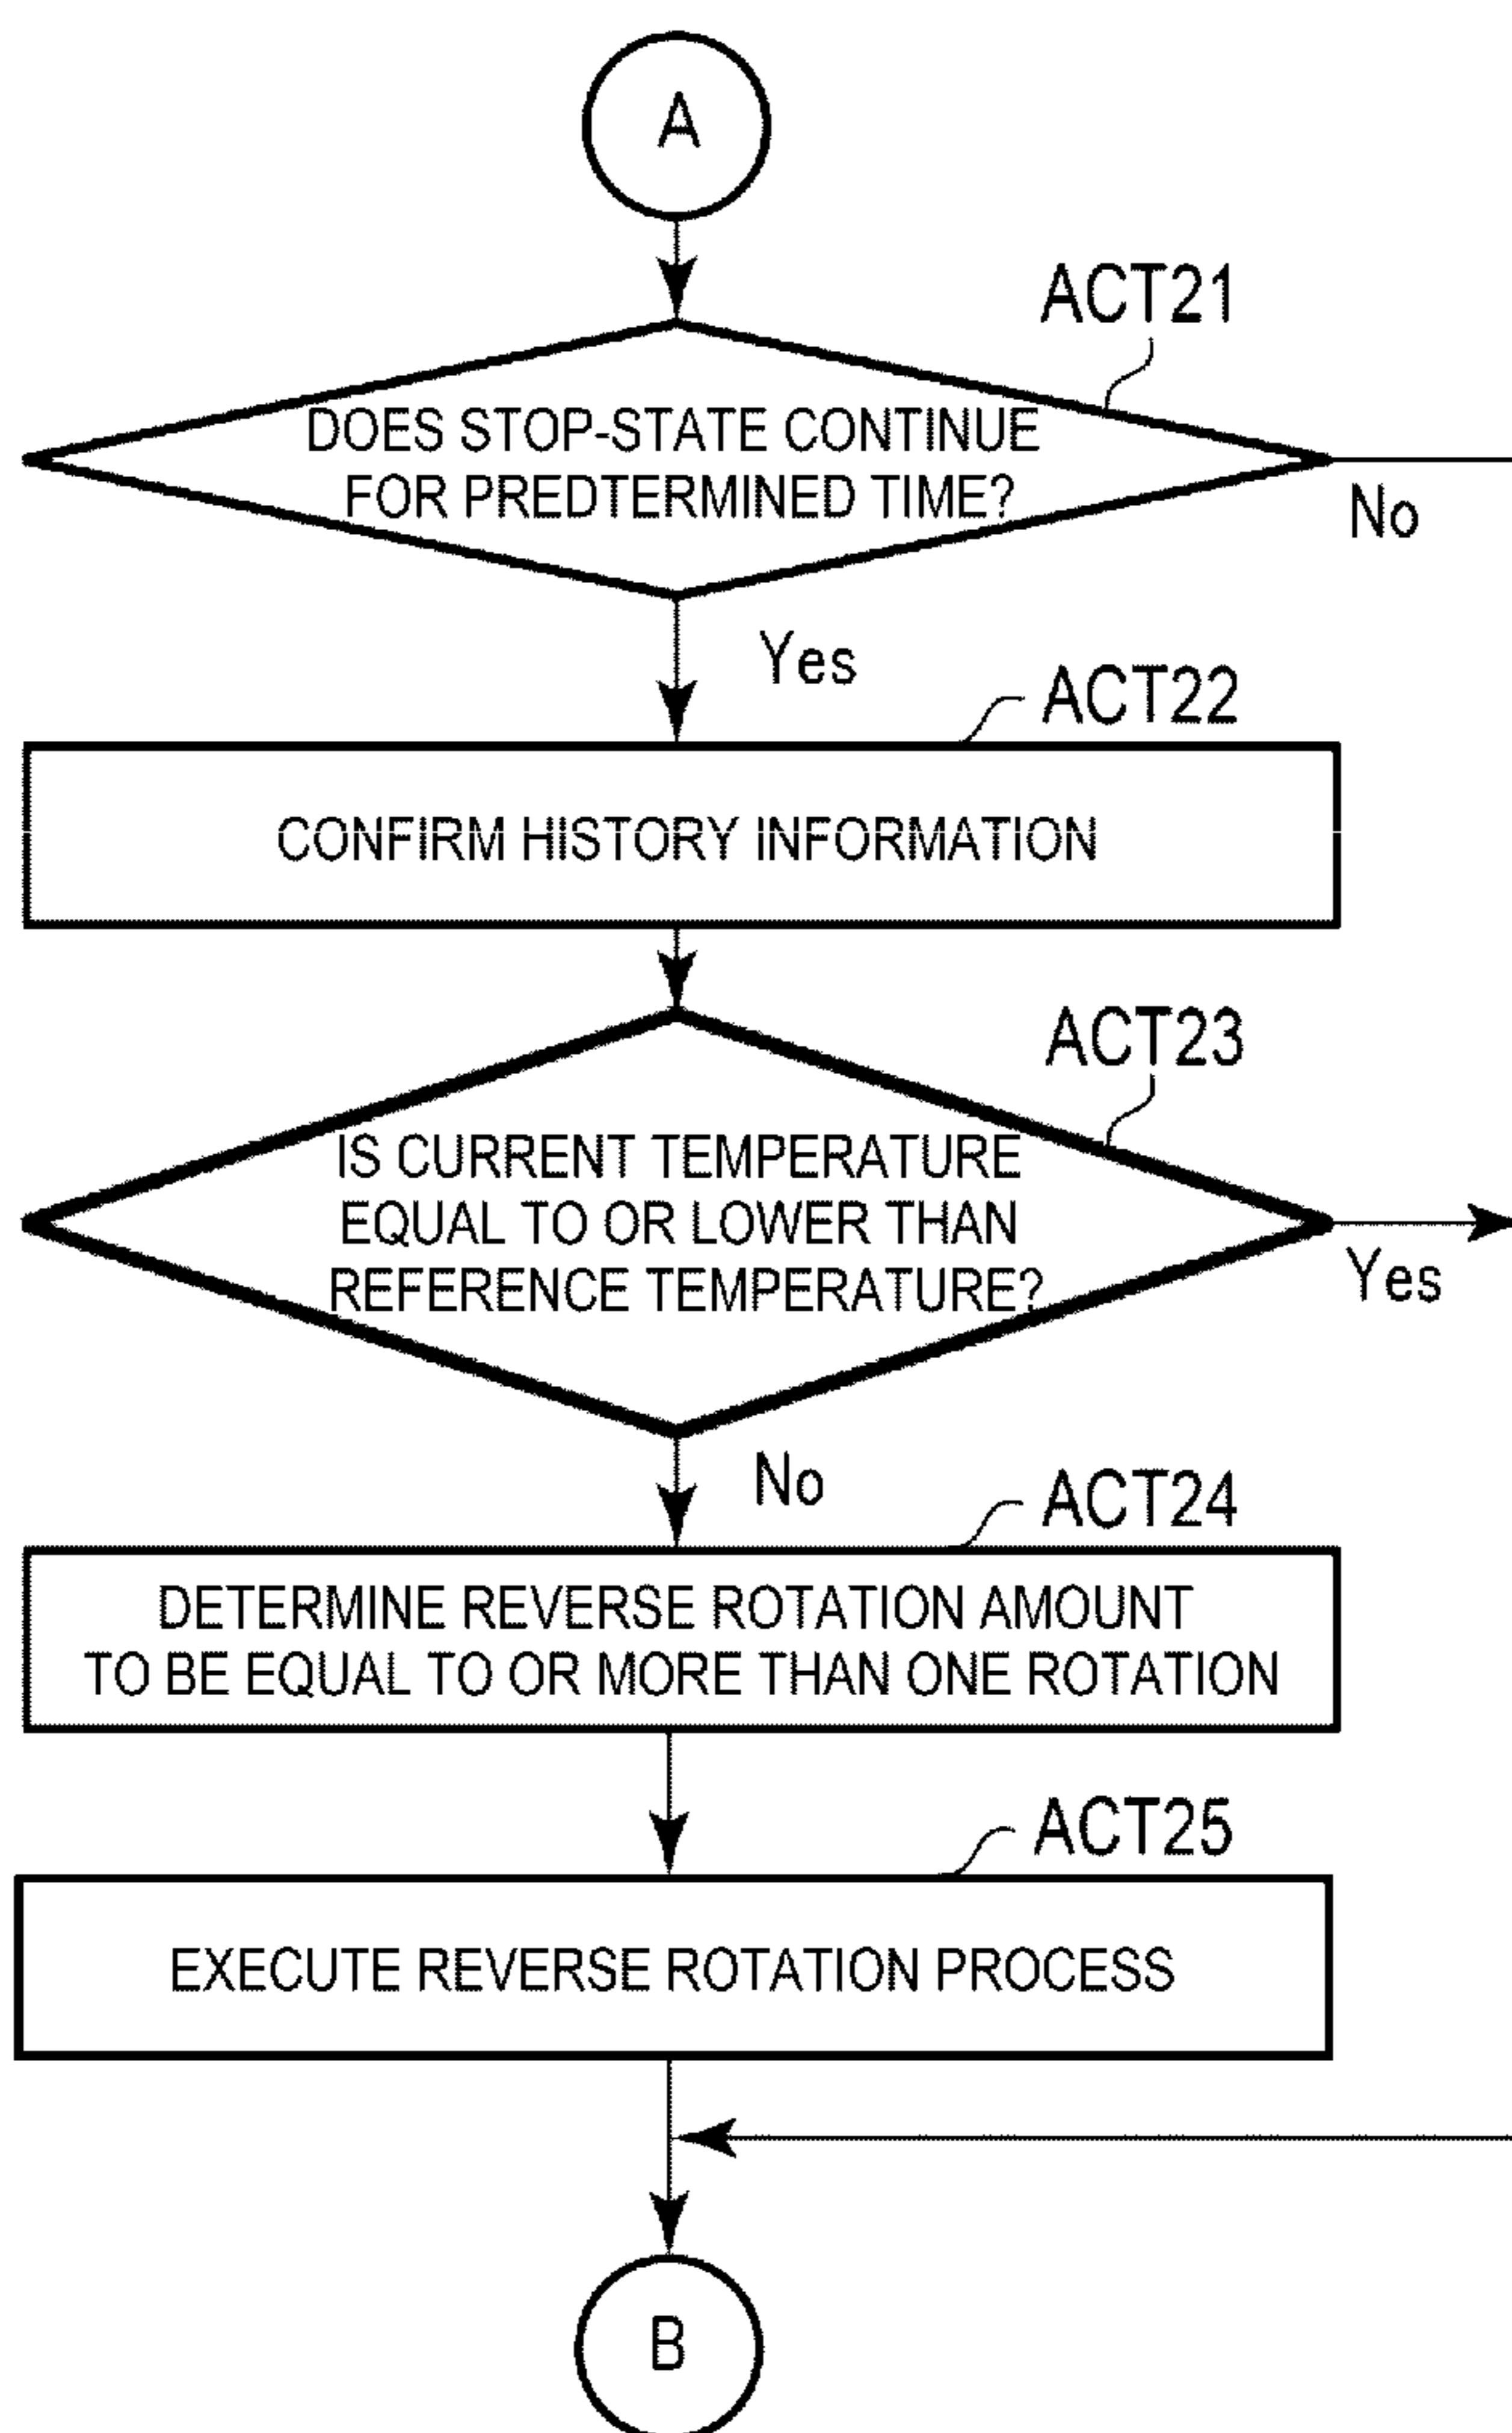 A
ACT21
DOES STOP-STATE CONTINUE
FOR PREDTERMINED TIME?
No
Yes
ACT22
CONFIRM HISTORY INFORMATION
ACT23
IS CURRENT TEMPERATURE
EQUAL TO OR LOWER THAN
REFERENCE TEMPERATURE?
Yes
No
ACT24
DETERMINE REVERSE ROTATION AMOUNT
TO BE EQUAL TO OR MORE THAN ONE ROTATION
ACT25
EXECUTE REVERSE ROTATION PROCESS
B